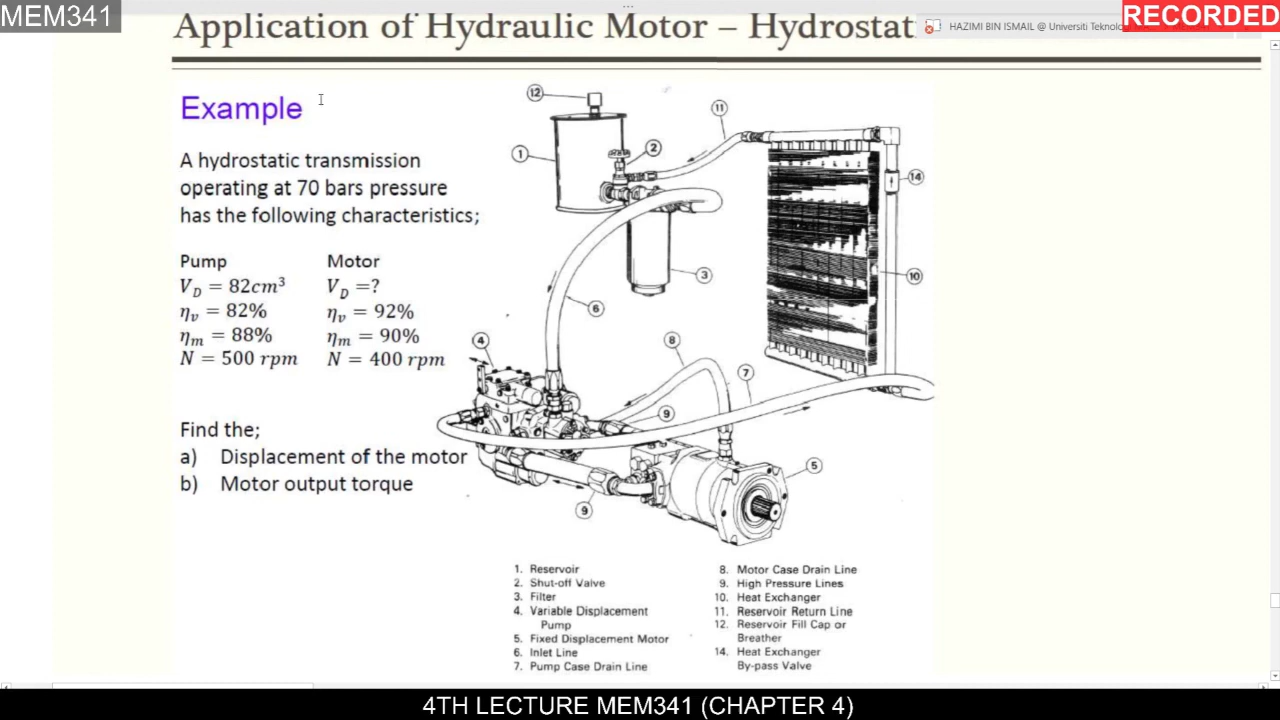 MEM341
RECORDED
Application of Hydraulic Motor – Hydrostat
HAZIMI BIN ISMAIL @ Universiti Teknolo
Example
A hydrostatic transmission
operating at 70 bars pressure
has the following characteristics;
Pump Motor
V_D = 82cm³ V_D =?
η_v = 82% η_v = 92%
η_m = 88% η_m = 90%
N = 500 rpm N = 400 rpm
Find the;
a) Displacement of the motor
b) Motor output torque
12
11
1
2
14
3
10
6
4
8
7
9
5
9
1. Reservoir
2. Shut-off Valve
3. Filter
4. Variable Displacement
Pump
5. Fixed Displacement Motor
6. Inlet Line
7. Pump Case Drain Line
8. Motor Case Drain Line
9. High Pressure Lines
10. Heat Exchanger
11. Reservoir Return Line
12. Reservoir Fill Cap or
Breather
14. Heat Exchanger
By-pass Valve
4TH LECTURE MEM341 (CHAPTER 4)